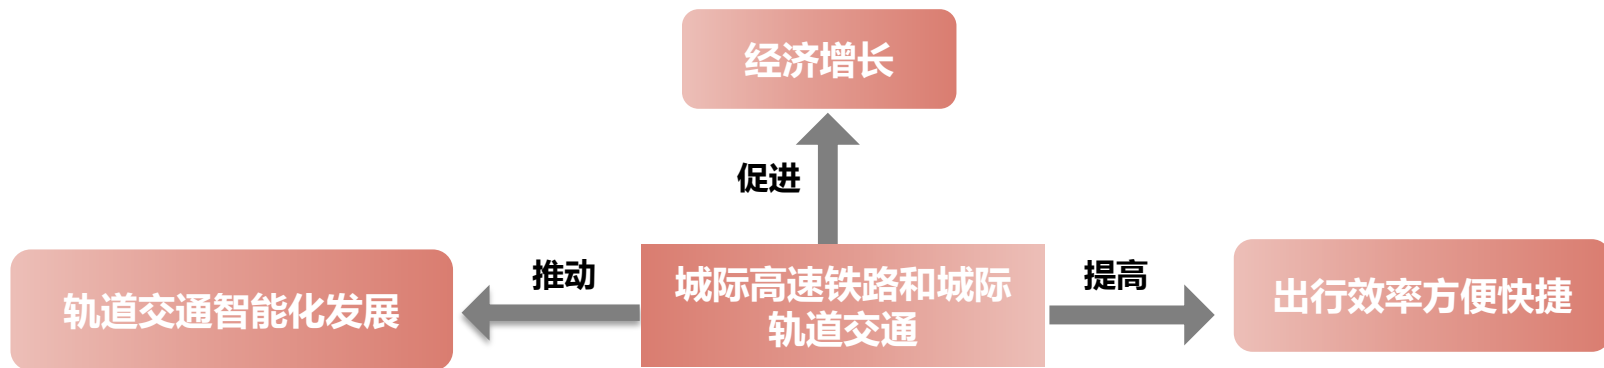 经济增长
促进
推动
城际高速铁路和城际
轨道交通
提高
轨道交通智能化发展
出行效率方便快捷